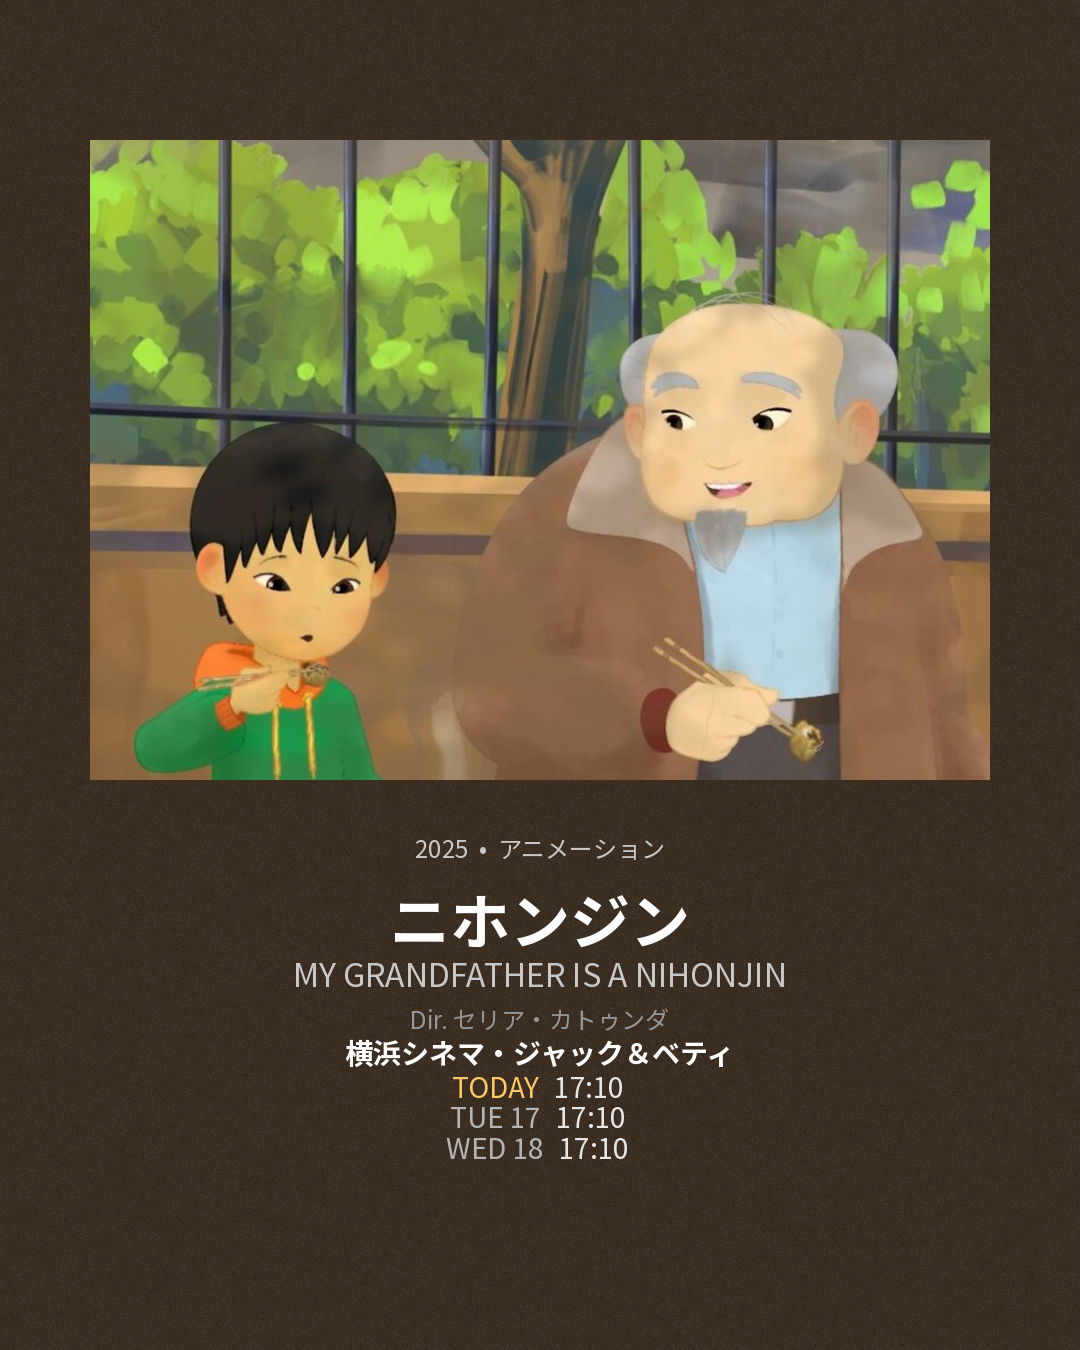 2025 • アニメーション
ニホンジン
MY GRANDFATHER IS A NIHONJIN
Dir. セリア・カトゥンダ
横浜シネマ・ジャック＆ベティ
TODAY 17:10
TUE 17 17:10
WED 18 17:10